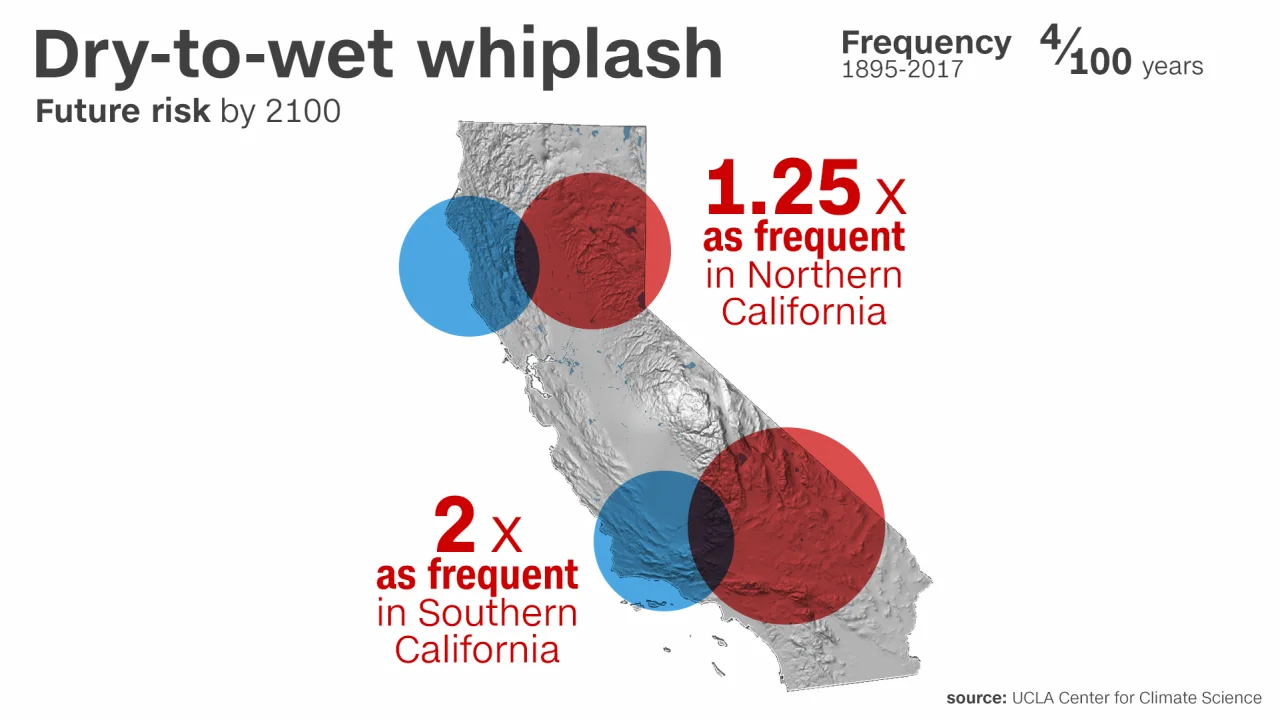 Dry-to-wet whiplash
Future risk by 2100
Frequency 4/100 years
1895-2017
1.25 x
as frequent
in Northern
California
2 x
as frequent
in Southern
California
source: UCLA Center for Climate Science